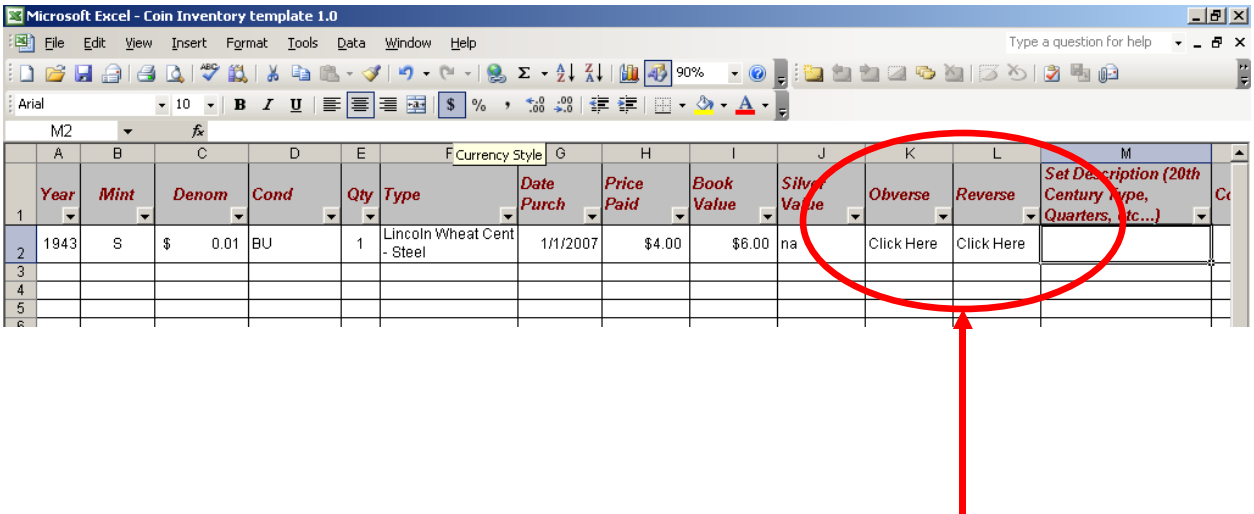 Microsoft Excel - Coin Inventory template 1.0
File Edit View Insert Format Tools Data Window Help Type a question for help
ABC Σ A Z Z A 90%
Arial 10 B I U $ % , .00 .00 A
M2 fx
A B C D E F Currency Style G H I J K L M
1 Year Mint Denom Cond Qty Type Date Purch Price Paid Book Value Silver Value Obverse Reverse Set Description (20th Century Type, Quarters, etc...)
2 1943 S $ 0.01 BU 1 Lincoln Wheat Cent - Steel 1/1/2007 $4.00 $6.00 na Click Here Click Here
3
4
5